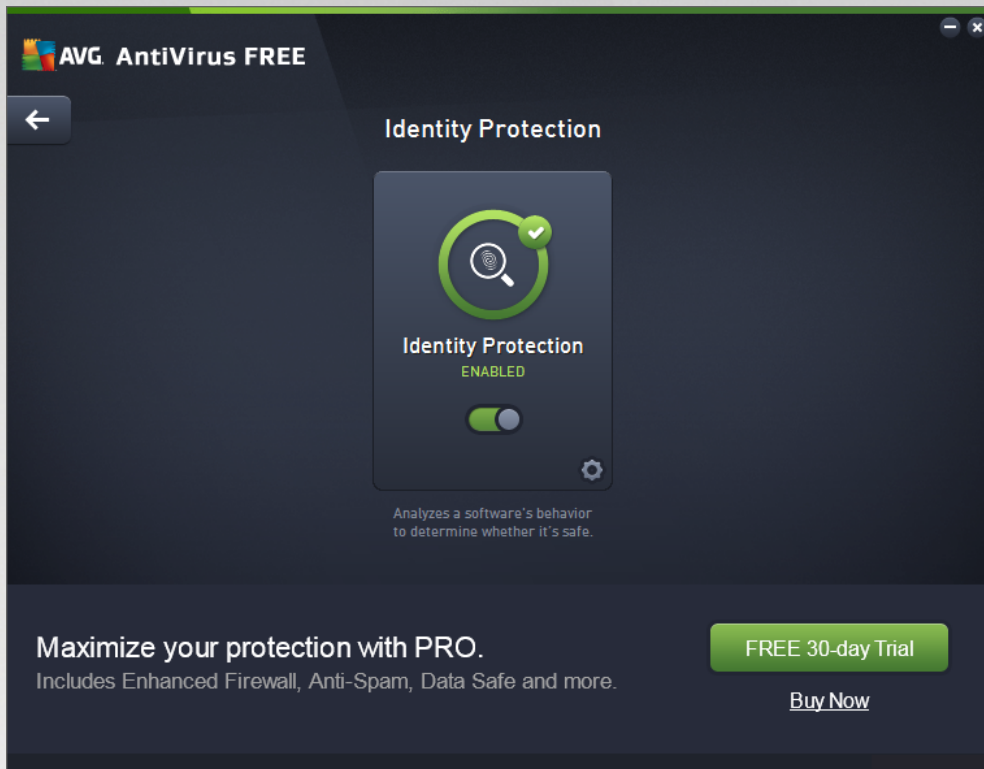 AVG. AntiVirus FREE
Identity Protection
Identity Protection
ENABLED
Analyzes a software's behavior
to determine whether it's safe.
Maximize your protection with PRO.
FREE 30-day Trial
Includes Enhanced Firewall, Anti-Spam, Data Safe and more.
Buy Now